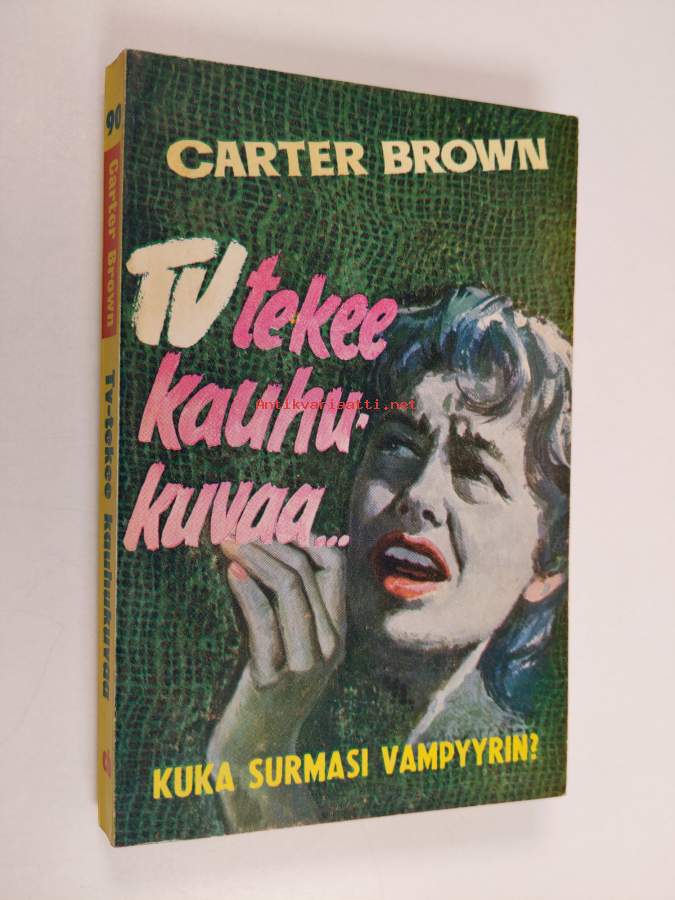 CARTER BROWN
TV tekee
kauhu-
kuvaa...
KUKA SURMASI VAMPYYRIN?
90
Carter Brown
TV-tekee kauhukuvaa
Antikvariaatti.net